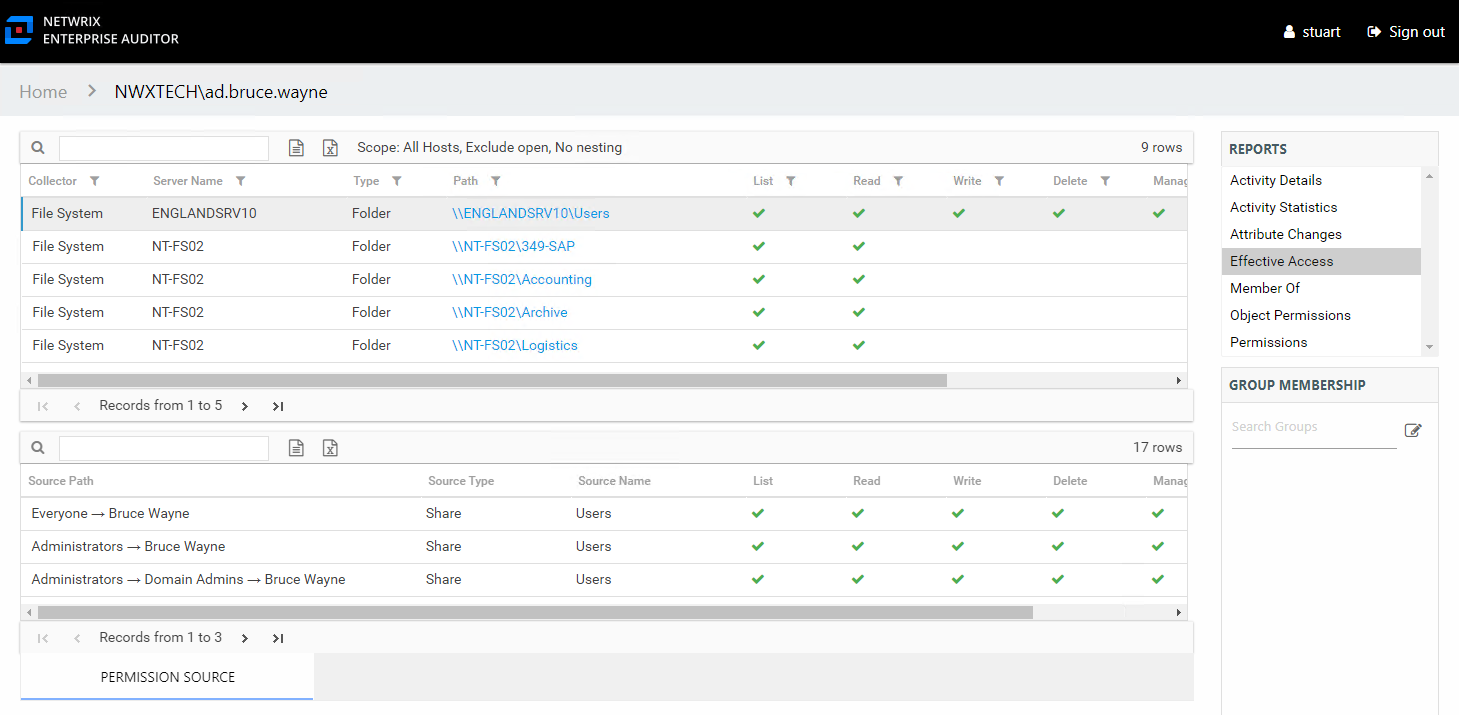 NETWRIX
ENTERPRISE AUDITOR
stuart Sign out
Home NWXTECH\ad.bruce.wayne
Scope: All Hosts, Exclude open, No nesting 9 rows
Collector Server Name Type Path List Read Write Delete Manag
File System ENGLANDSRV10 Folder \\ENGLANDSRV10\Users
File System NT-FS02 Folder \\NT-FS02\349-SAP
File System NT-FS02 Folder \\NT-FS02\Accounting
File System NT-FS02 Folder \\NT-FS02\Archive
File System NT-FS02 Folder \\NT-FS02\Logistics
Records from 1 to 5
17 rows
Source Path Source Type Source Name List Read Write Delete Manag
Everyone → Bruce Wayne Share Users
Administrators → Bruce Wayne Share Users
Administrators → Domain Admins → Bruce Wayne Share Users
Records from 1 to 3
PERMISSION SOURCE
REPORTS
Activity Details
Activity Statistics
Attribute Changes
Effective Access
Member Of
Object Permissions
Permissions
GROUP MEMBERSHIP
Search Groups